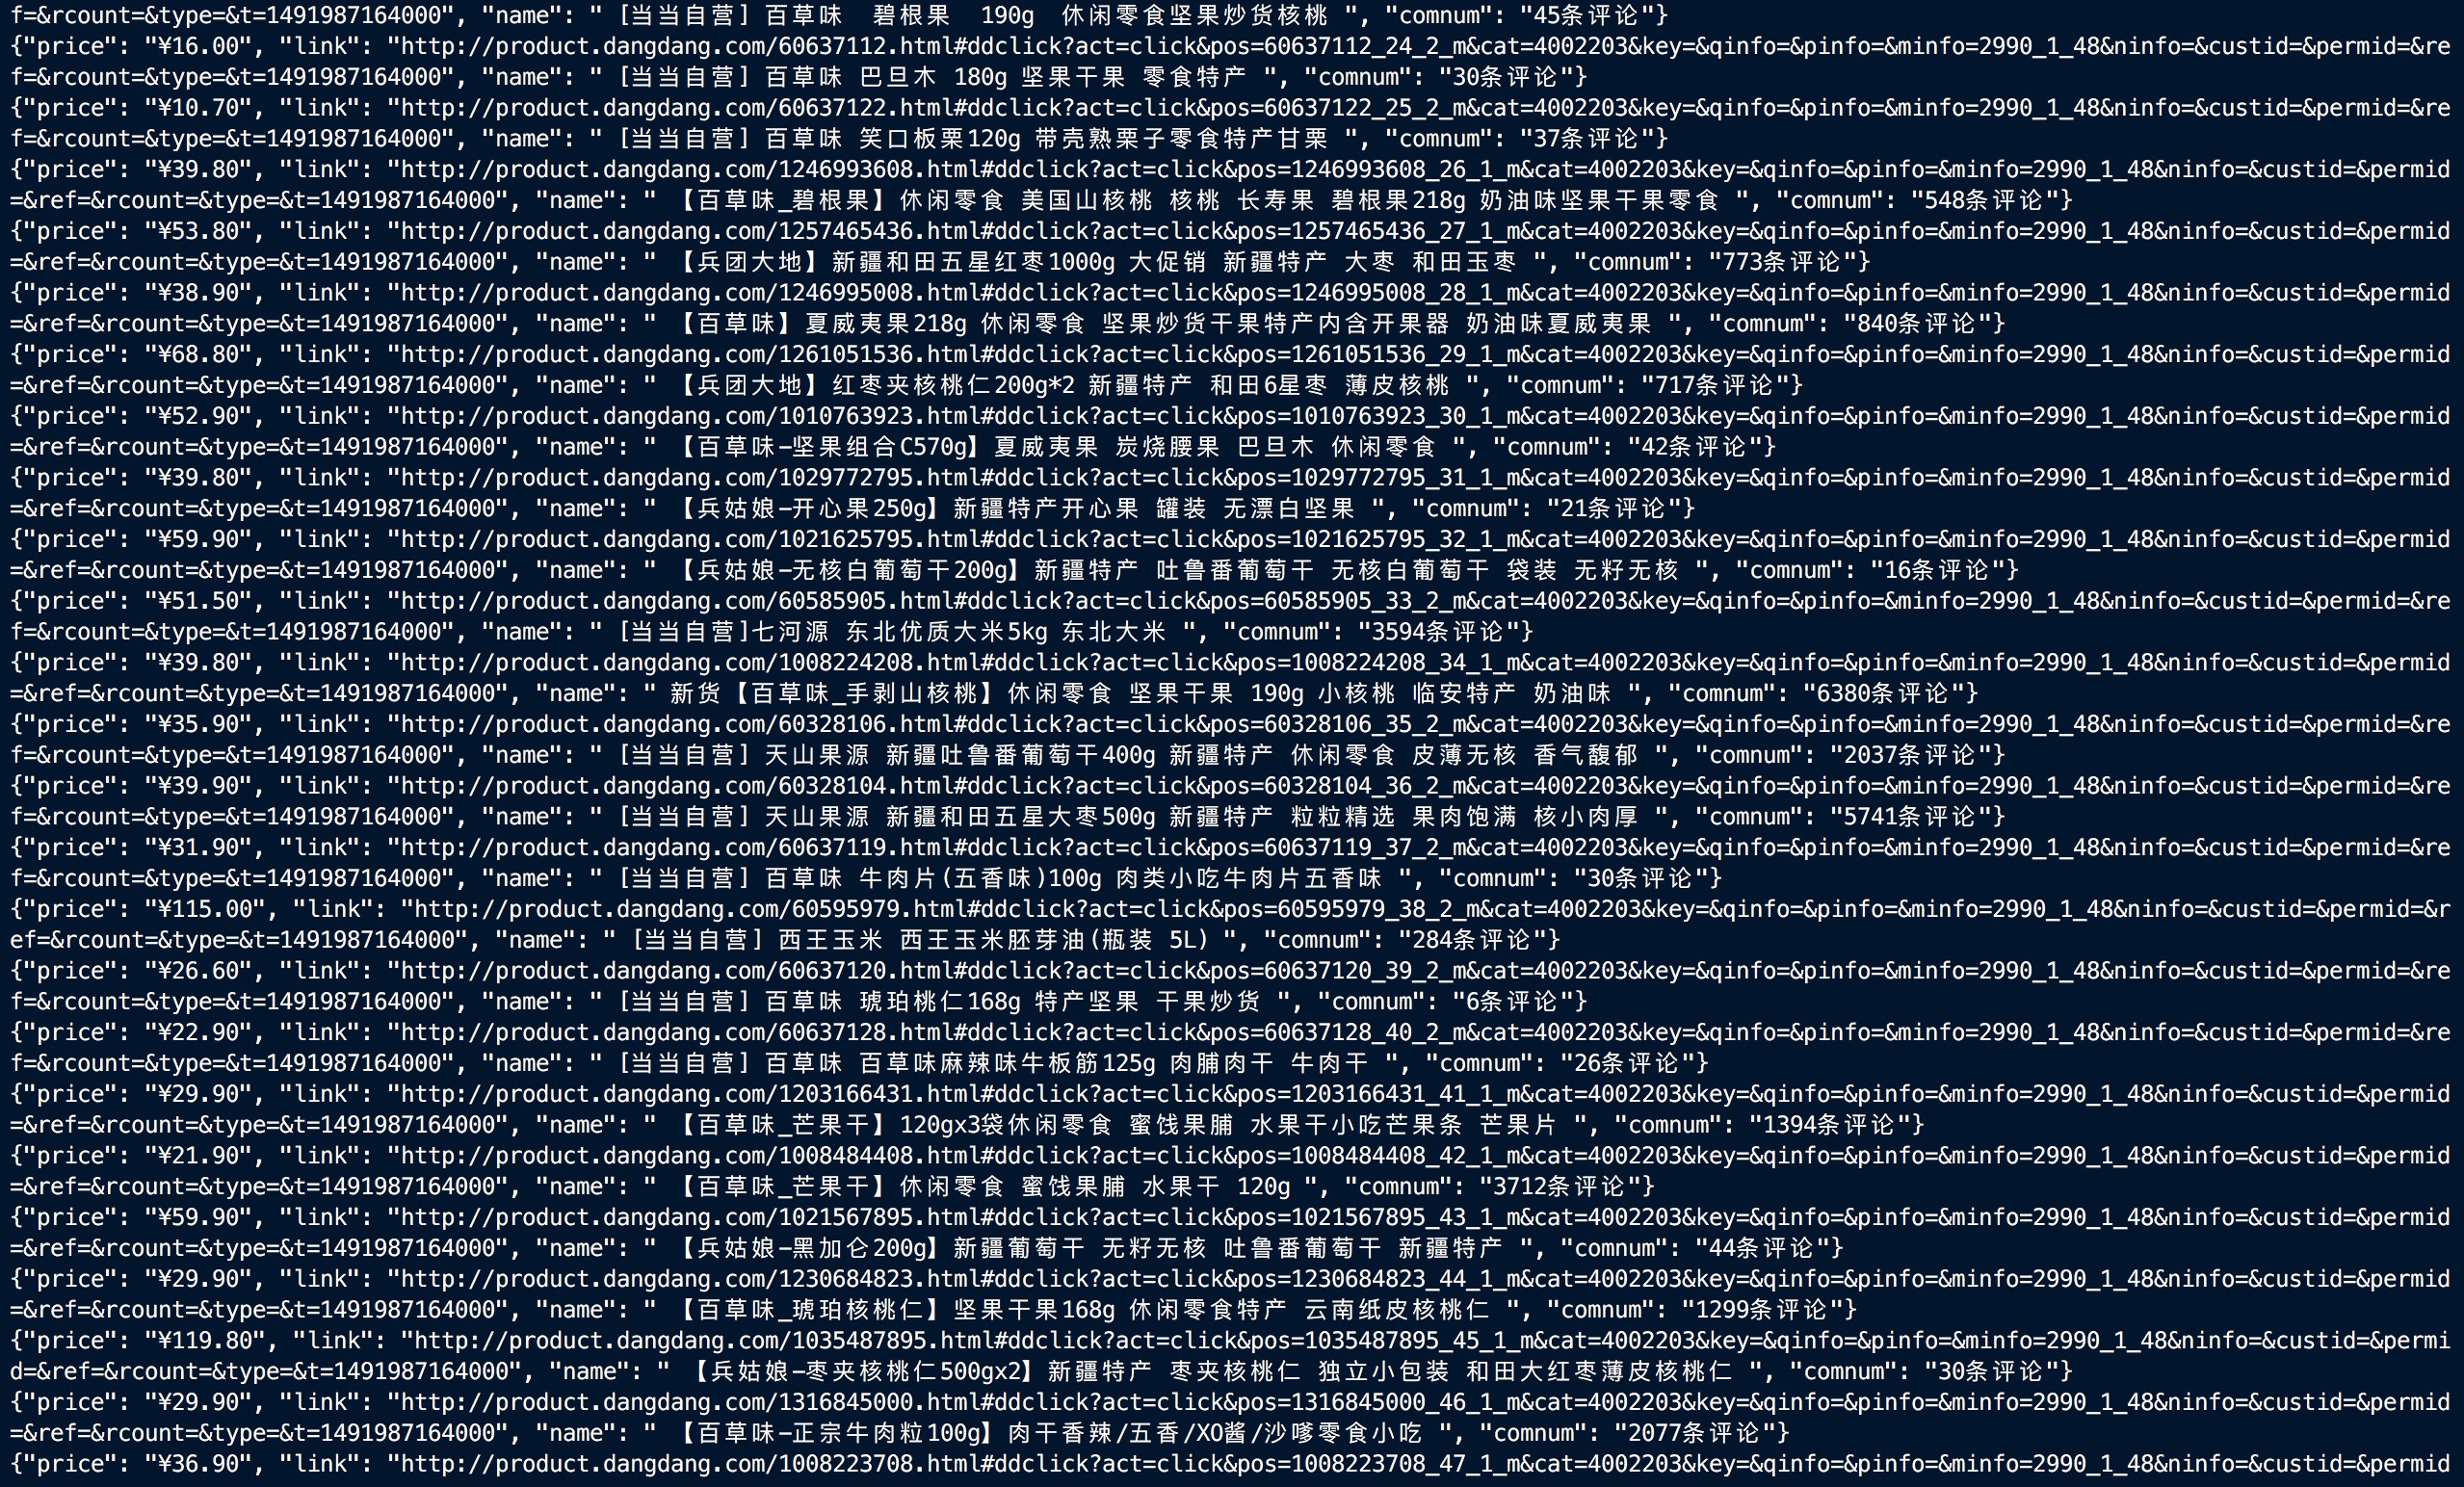 f=&rcount=&type=&t=1491987164000", "name": " [当当自营] 百草味  碧根果  190g  休闲零食坚果炒货核桃 ", "comnum": "45条评论"}
{"price": "¥16.00", "link": "http://product.dangdang.com/60637112.html#ddclick?act=click&pos=60637112_24_2_m&cat=4002203&key=&qinfo=&pinfo=&minfo=2990_1_48&ninfo=&custid=&permid=&re
f=&rcount=&type=&t=1491987164000", "name": " [当当自营] 百草味 巴旦木 180g 坚果干果 零食特产 ", "comnum": "30条评论"}
{"price": "¥10.70", "link": "http://product.dangdang.com/60637122.html#ddclick?act=click&pos=60637122_25_2_m&cat=4002203&key=&qinfo=&pinfo=&minfo=2990_1_48&ninfo=&custid=&permid=&re
f=&rcount=&type=&t=1491987164000", "name": " [当当自营] 百草味 笑口板栗120g 带壳熟栗子零食特产甘栗 ", "comnum": "37条评论"}
{"price": "¥39.80", "link": "http://product.dangdang.com/1246993608.html#ddclick?act=click&pos=1246993608_26_1_m&cat=4002203&key=&qinfo=&pinfo=&minfo=2990_1_48&ninfo=&custid=&permid
=&ref=&rcount=&type=&t=1491987164000", "name": " 【百草味_碧根果】休闲零食 美国山核桃 核桃 长寿果 碧根果218g 奶油味坚果干果零食 ", "comnum": "548条评论"}
{"price": "¥53.80", "link": "http://product.dangdang.com/1257465436.html#ddclick?act=click&pos=1257465436_27_1_m&cat=4002203&key=&qinfo=&pinfo=&minfo=2990_1_48&ninfo=&custid=&permid
=&ref=&rcount=&type=&t=1491987164000", "name": " 【兵团大地】新疆和田五星红枣1000g 大促销 新疆特产 大枣 和田玉枣 ", "comnum": "773条评论"}
{"price": "¥38.90", "link": "http://product.dangdang.com/1246995008.html#ddclick?act=click&pos=1246995008_28_1_m&cat=4002203&key=&qinfo=&pinfo=&minfo=2990_1_48&ninfo=&custid=&permid
=&ref=&rcount=&type=&t=1491987164000", "name": " 【百草味】夏威夷果218g 休闲零食 坚果炒货干果特产内含开果器 奶油味夏威夷果 ", "comnum": "840条评论"}
{"price": "¥68.80", "link": "http://product.dangdang.com/1261051536.html#ddclick?act=click&pos=1261051536_29_1_m&cat=4002203&key=&qinfo=&pinfo=&minfo=2990_1_48&ninfo=&custid=&permid
=&ref=&rcount=&type=&t=1491987164000", "name": " 【兵团大地】红枣夹核桃仁200g*2 新疆特产 和田6星枣 薄皮核桃 ", "comnum": "717条评论"}
{"price": "¥52.90", "link": "http://product.dangdang.com/1010763923.html#ddclick?act=click&pos=1010763923_30_1_m&cat=4002203&key=&qinfo=&pinfo=&minfo=2990_1_48&ninfo=&custid=&permid
=&ref=&rcount=&type=&t=1491987164000", "name": " 【百草味-坚果组合C570g】夏威夷果 炭烧腰果 巴旦木 休闲零食 ", "comnum": "42条评论"}
{"price": "¥39.80", "link": "http://product.dangdang.com/1029772795.html#ddclick?act=click&pos=1029772795_31_1_m&cat=4002203&key=&qinfo=&pinfo=&minfo=2990_1_48&ninfo=&custid=&permid
=&ref=&rcount=&type=&t=1491987164000", "name": " 【兵姑娘-开心果250g】新疆特产开心果 罐装 无漂白坚果 ", "comnum": "21条评论"}
{"price": "¥59.90", "link": "http://product.dangdang.com/1021625795.html#ddclick?act=click&pos=1021625795_32_1_m&cat=4002203&key=&qinfo=&pinfo=&minfo=2990_1_48&ninfo=&custid=&permid
=&ref=&rcount=&type=&t=1491987164000", "name": " 【兵姑娘-无核白葡萄干200g】新疆特产 吐鲁番葡萄干 无核白葡萄干 袋装 无籽无核 ", "comnum": "16条评论"}
{"price": "¥51.50", "link": "http://product.dangdang.com/60585905.html#ddclick?act=click&pos=60585905_33_2_m&cat=4002203&key=&qinfo=&pinfo=&minfo=2990_1_48&ninfo=&custid=&permid=&re
f=&rcount=&type=&t=1491987164000", "name": " [当当自营]七河源 东北优质大米5kg 东北大米 ", "comnum": "3594条评论"}
{"price": "¥39.80", "link": "http://product.dangdang.com/1008224208.html#ddclick?act=click&pos=1008224208_34_1_m&cat=4002203&key=&qinfo=&pinfo=&minfo=2990_1_48&ninfo=&custid=&permid
=&ref=&rcount=&type=&t=1491987164000", "name": " 新货【百草味_手剥山核桃】休闲零食 坚果干果 190g 小核桃 临安特产 奶油味 ", "comnum": "6380条评论"}
{"price": "¥35.90", "link": "http://product.dangdang.com/60328106.html#ddclick?act=click&pos=60328106_35_2_m&cat=4002203&key=&qinfo=&pinfo=&minfo=2990_1_48&ninfo=&custid=&permid=&re
f=&rcount=&type=&t=1491987164000", "name": " [当当自营] 天山果源 新疆吐鲁番葡萄干400g 新疆特产 休闲零食 皮薄无核 香气馥郁 ", "comnum": "2037条评论"}
{"price": "¥39.90", "link": "http://product.dangdang.com/60328104.html#ddclick?act=click&pos=60328104_36_2_m&cat=4002203&key=&qinfo=&pinfo=&minfo=2990_1_48&ninfo=&custid=&permid=&re
f=&rcount=&type=&t=1491987164000", "name": " [当当自营] 天山果源 新疆和田五星大枣500g 新疆特产 粒粒精选 果肉饱满 核小肉厚 ", "comnum": "5741条评论"}
{"price": "¥31.90", "link": "http://product.dangdang.com/60637119.html#ddclick?act=click&pos=60637119_37_2_m&cat=4002203&key=&qinfo=&pinfo=&minfo=2990_1_48&ninfo=&custid=&permid=&re
f=&rcount=&type=&t=1491987164000", "name": " [当当自营] 百草味 牛肉片(五香味)100g 肉类小吃牛肉片五香味 ", "comnum": "30条评论"}
{"price": "¥115.00", "link": "http://product.dangdang.com/60595979.html#ddclick?act=click&pos=60595979_38_2_m&cat=4002203&key=&qinfo=&pinfo=&minfo=2990_1_48&ninfo=&custid=&permid=&r
ef=&rcount=&type=&t=1491987164000", "name": " [当当自营] 西王玉米 西王玉米胚芽油(瓶装 5L) ", "comnum": "284条评论"}
{"price": "¥26.60", "link": "http://product.dangdang.com/60637120.html#ddclick?act=click&pos=60637120_39_2_m&cat=4002203&key=&qinfo=&pinfo=&minfo=2990_1_48&ninfo=&custid=&permid=&re
f=&rcount=&type=&t=1491987164000", "name": " [当当自营] 百草味 琥珀桃仁168g 特产坚果 干果炒货 ", "comnum": "6条评论"}
{"price": "¥22.90", "link": "http://product.dangdang.com/60637128.html#ddclick?act=click&pos=60637128_40_2_m&cat=4002203&key=&qinfo=&pinfo=&minfo=2990_1_48&ninfo=&custid=&permid=&re
f=&rcount=&type=&t=1491987164000", "name": " [当当自营] 百草味 百草味麻辣味牛板筋125g 肉脯肉干 牛肉干 ", "comnum": "26条评论"}
{"price": "¥29.90", "link": "http://product.dangdang.com/1203166431.html#ddclick?act=click&pos=1203166431_41_1_m&cat=4002203&key=&qinfo=&pinfo=&minfo=2990_1_48&ninfo=&custid=&permid
=&ref=&rcount=&type=&t=1491987164000", "name": " 【百草味_芒果干】120gx3袋休闲零食 蜜饯果脯 水果干小吃芒果条 芒果片 ", "comnum": "1394条评论"}
{"price": "¥21.90", "link": "http://product.dangdang.com/1008484408.html#ddclick?act=click&pos=1008484408_42_1_m&cat=4002203&key=&qinfo=&pinfo=&minfo=2990_1_48&ninfo=&custid=&permid
=&ref=&rcount=&type=&t=1491987164000", "name": " 【百草味_芒果干】休闲零食 蜜饯果脯 水果干 120g ", "comnum": "3712条评论"}
{"price": "¥59.90", "link": "http://product.dangdang.com/1021567895.html#ddclick?act=click&pos=1021567895_43_1_m&cat=4002203&key=&qinfo=&pinfo=&minfo=2990_1_48&ninfo=&custid=&permid
=&ref=&rcount=&type=&t=1491987164000", "name": " 【兵姑娘-黑加仑200g】新疆葡萄干 无籽无核 吐鲁番葡萄干 新疆特产 ", "comnum": "44条评论"}
{"price": "¥29.90", "link": "http://product.dangdang.com/1230684823.html#ddclick?act=click&pos=1230684823_44_1_m&cat=4002203&key=&qinfo=&pinfo=&minfo=2990_1_48&ninfo=&custid=&permid
=&ref=&rcount=&type=&t=1491987164000", "name": " 【百草味_琥珀核桃仁】坚果干果168g 休闲零食特产 云南纸皮核桃仁 ", "comnum": "1299条评论"}
{"price": "¥119.80", "link": "http://product.dangdang.com/1035487895.html#ddclick?act=click&pos=1035487895_45_1_m&cat=4002203&key=&qinfo=&pinfo=&minfo=2990_1_48&ninfo=&custid=&permi
d=&ref=&rcount=&type=&t=1491987164000", "name": " 【兵姑娘-枣夹核桃仁500gx2】新疆特产 枣夹核桃仁 独立小包装 和田大红枣薄皮核桃仁 ", "comnum": "30条评论"}
{"price": "¥29.90", "link": "http://product.dangdang.com/1316845000.html#ddclick?act=click&pos=1316845000_46_1_m&cat=4002203&key=&qinfo=&pinfo=&minfo=2990_1_48&ninfo=&custid=&permid
=&ref=&rcount=&type=&t=1491987164000", "name": " 【百草味-正宗牛肉粒100g】肉干香辣/五香/XO酱/沙嗲零食小吃 ", "comnum": "2077条评论"}
{"price": "¥36.90", "link": "http://product.dangdang.com/1008223708.html#ddclick?act=click&pos=1008223708_47_1_m&cat=4002203&key=&qinfo=&pinfo=&minfo=2990_1_48&ninfo=&custid=&permid